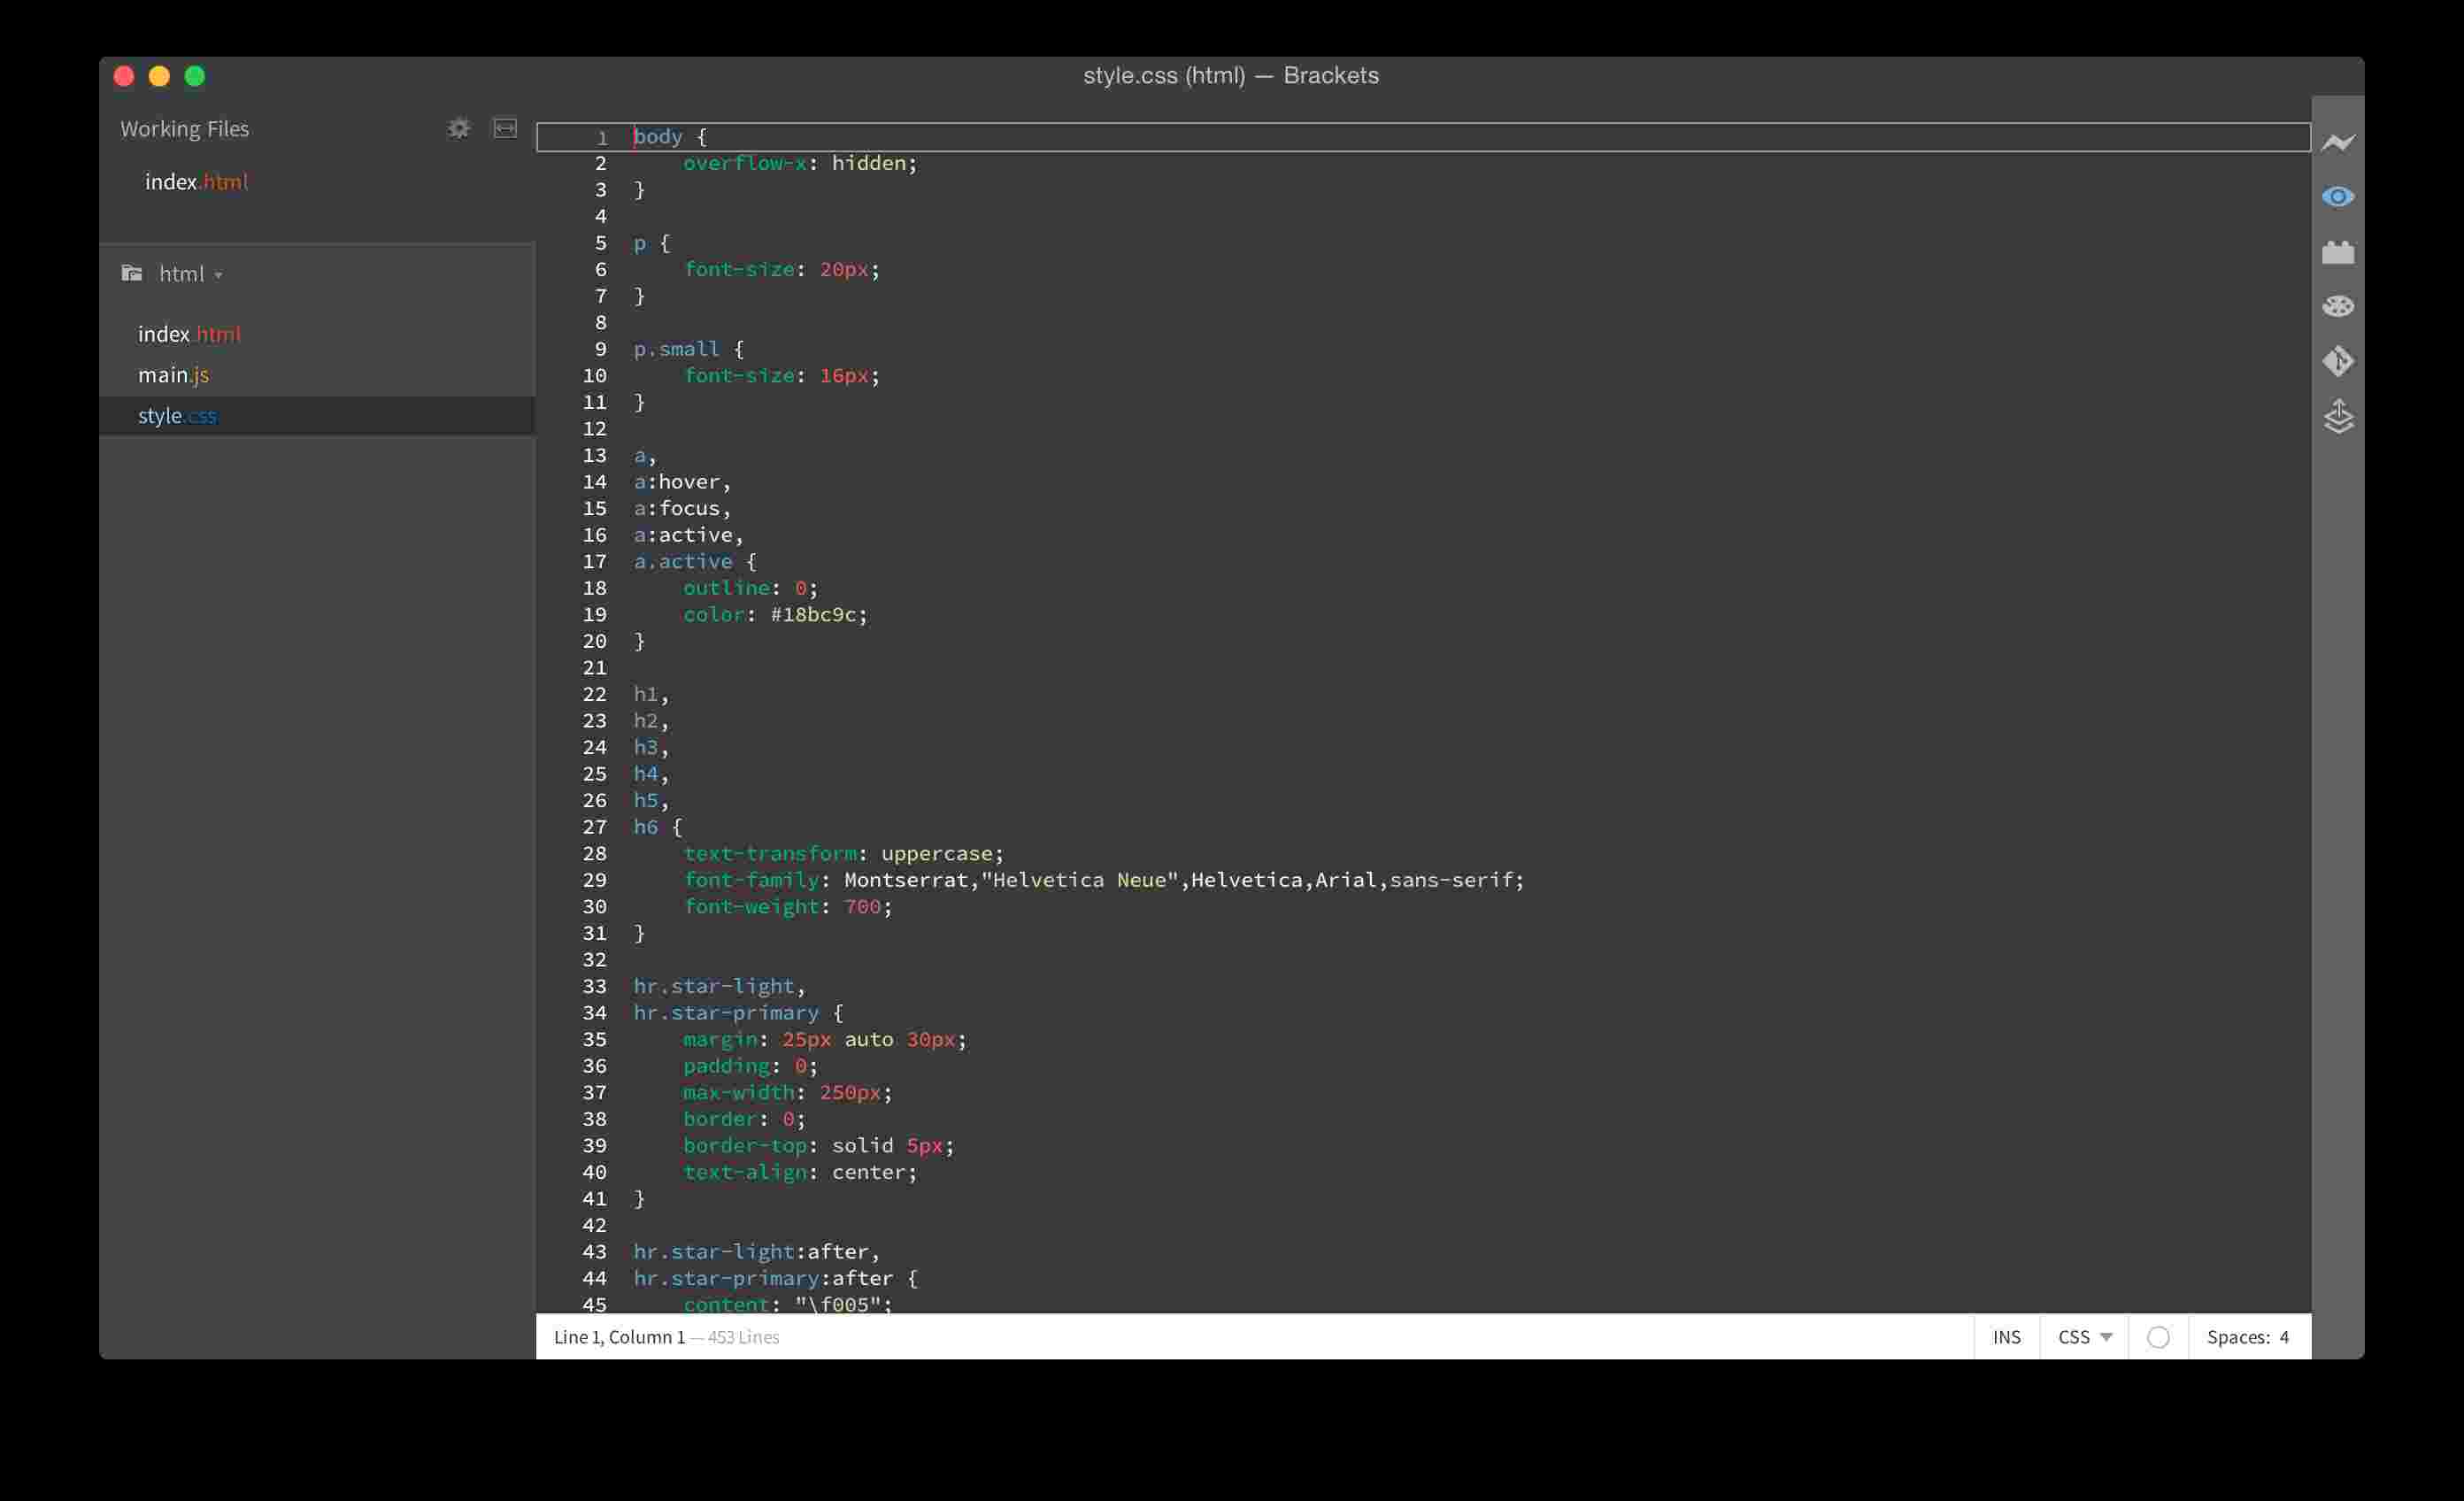 style.css (html) — Brackets
Working Files
index.html
html
index.html
main.js
style.css
1 body {
2     overflow-x: hidden;
3 }
4
5 p {
6     font-size: 20px;
7 }
8
9 p.small {
10     font-size: 16px;
11 }
12
13 a,
14 a:hover,
15 a:focus,
16 a:active,
17 a.active {
18     outline: 0;
19     color: #18bc9c;
20 }
21
22 h1,
23 h2,
24 h3,
25 h4,
26 h5,
27 h6 {
28     text-transform: uppercase;
29     font-family: Montserrat,"Helvetica Neue",Helvetica,Arial,sans-serif;
30     font-weight: 700;
31 }
32
33 hr.star-light,
34 hr.star-primary {
35     margin: 25px auto 30px;
36     padding: 0;
37     max-width: 250px;
38     border: 0;
39     border-top: solid 5px;
40     text-align: center;
41 }
42
43 hr.star-light:after,
44 hr.star-primary:after {
45     content: "\f005";
Line 1, Column 1 — 453 Lines
INS CSS Spaces: 4